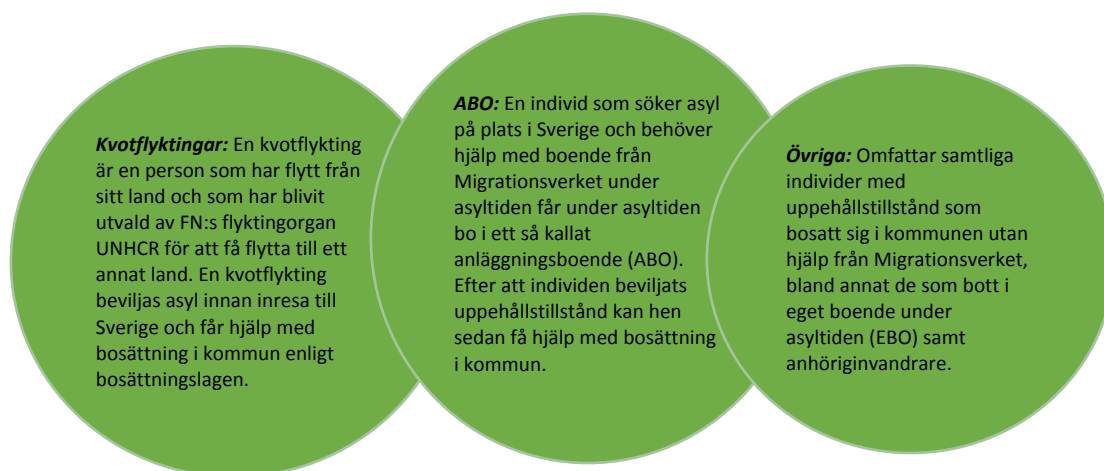 Kvotflyktingar: En kvotflykting
är en person som har flytt från
sitt land och som har blivit
utvald av FN:s flyktingorgan
UNHCR för att få flytta till ett
annat land. En kvotflykting
beviljas asyl innan inresa till
Sverige och får hjälp med
bosättning i kommun enligt
bosättningslagen.
ABO: En individ som söker asyl
på plats i Sverige och behöver
hjälp med boende från
Migrationsverket under
asyltiden får under asyltiden
bo i ett så kallat
anläggningsboende (ABO).
Efter att individen beviljats
uppehållstillstånd kan hen
sedan få hjälp med bosättning
i kommun.
Övriga: Omfattar samtliga
individer med
uppehållstillstånd som
bosatt sig i kommunen utan
hjälp från Migrationsverket,
bland annat de som bott i
eget boende under
asyltiden (EBO) samt
anhöriginvandrare.